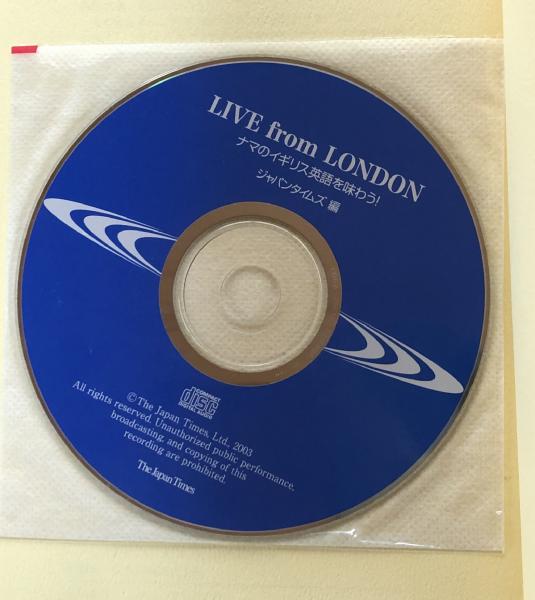 LIVE from LONDON
ナマのイギリス英語を味わう!
ジャパンタイムズ 編
COMPACT
disc
DIGITAL AUDIO
©The Japan Times, Ltd. 2003
All rights reserved. Unauthorized public performance,
broadcasting, and copying of this
recording are prohibited.
The Japan Times